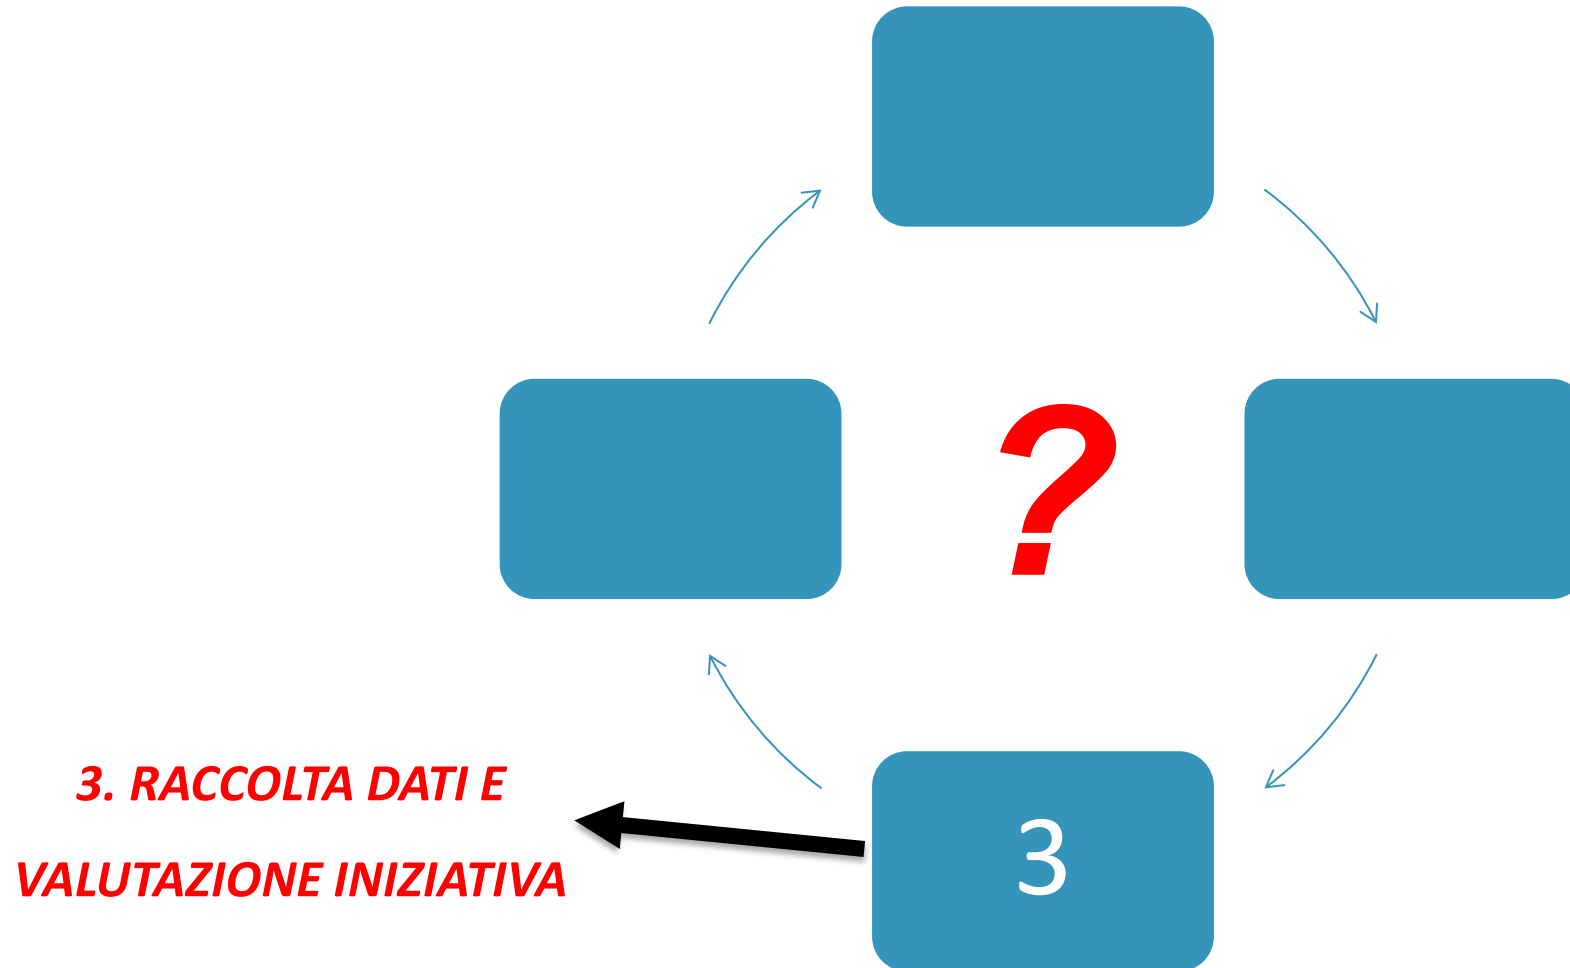 ?
3. RACCOLTA DATI E
VALUTAZIONE INIZIATIVA
3